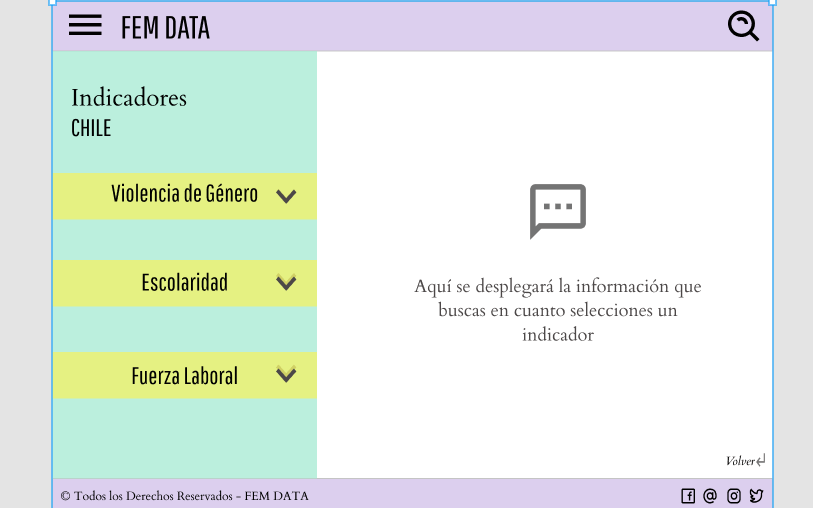 FEM DATA
Indicadores
CHILE
Violencia de Género
Escolaridad
Fuerza Laboral
Aquí se desplegará la información que
buscas en cuanto selecciones un
indicador
Volver
© Todos los Derechos Reservados - FEM DATA